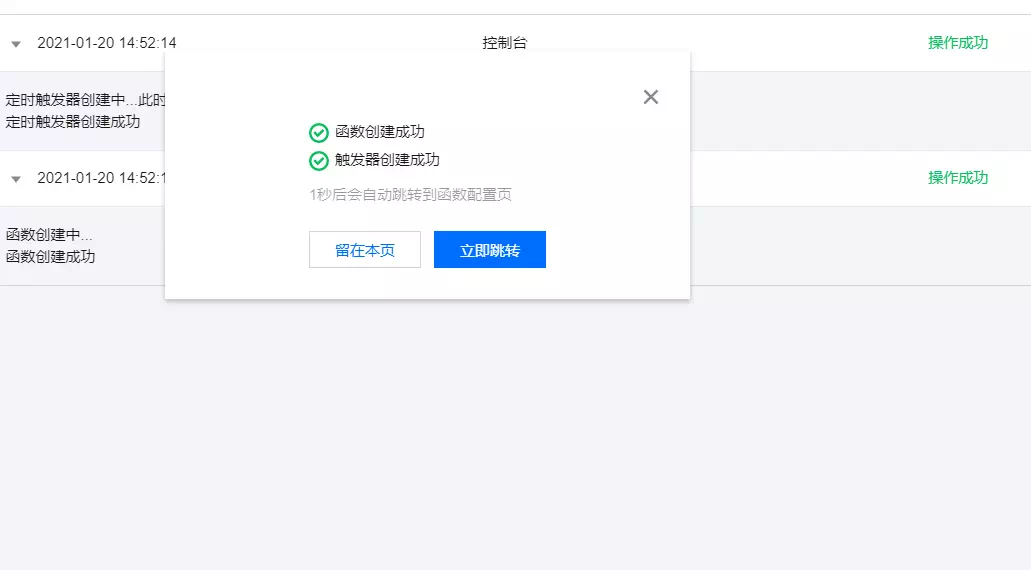 2021-01-20 14:52:14 控制台 操作成功
定时触发器创建中...此时
定时触发器创建成功
函数创建成功
触发器创建成功
1秒后会自动跳转到函数配置页
留在本页 立即跳转
2021-01-20 14:52:1 操作成功
函数创建中...
函数创建成功